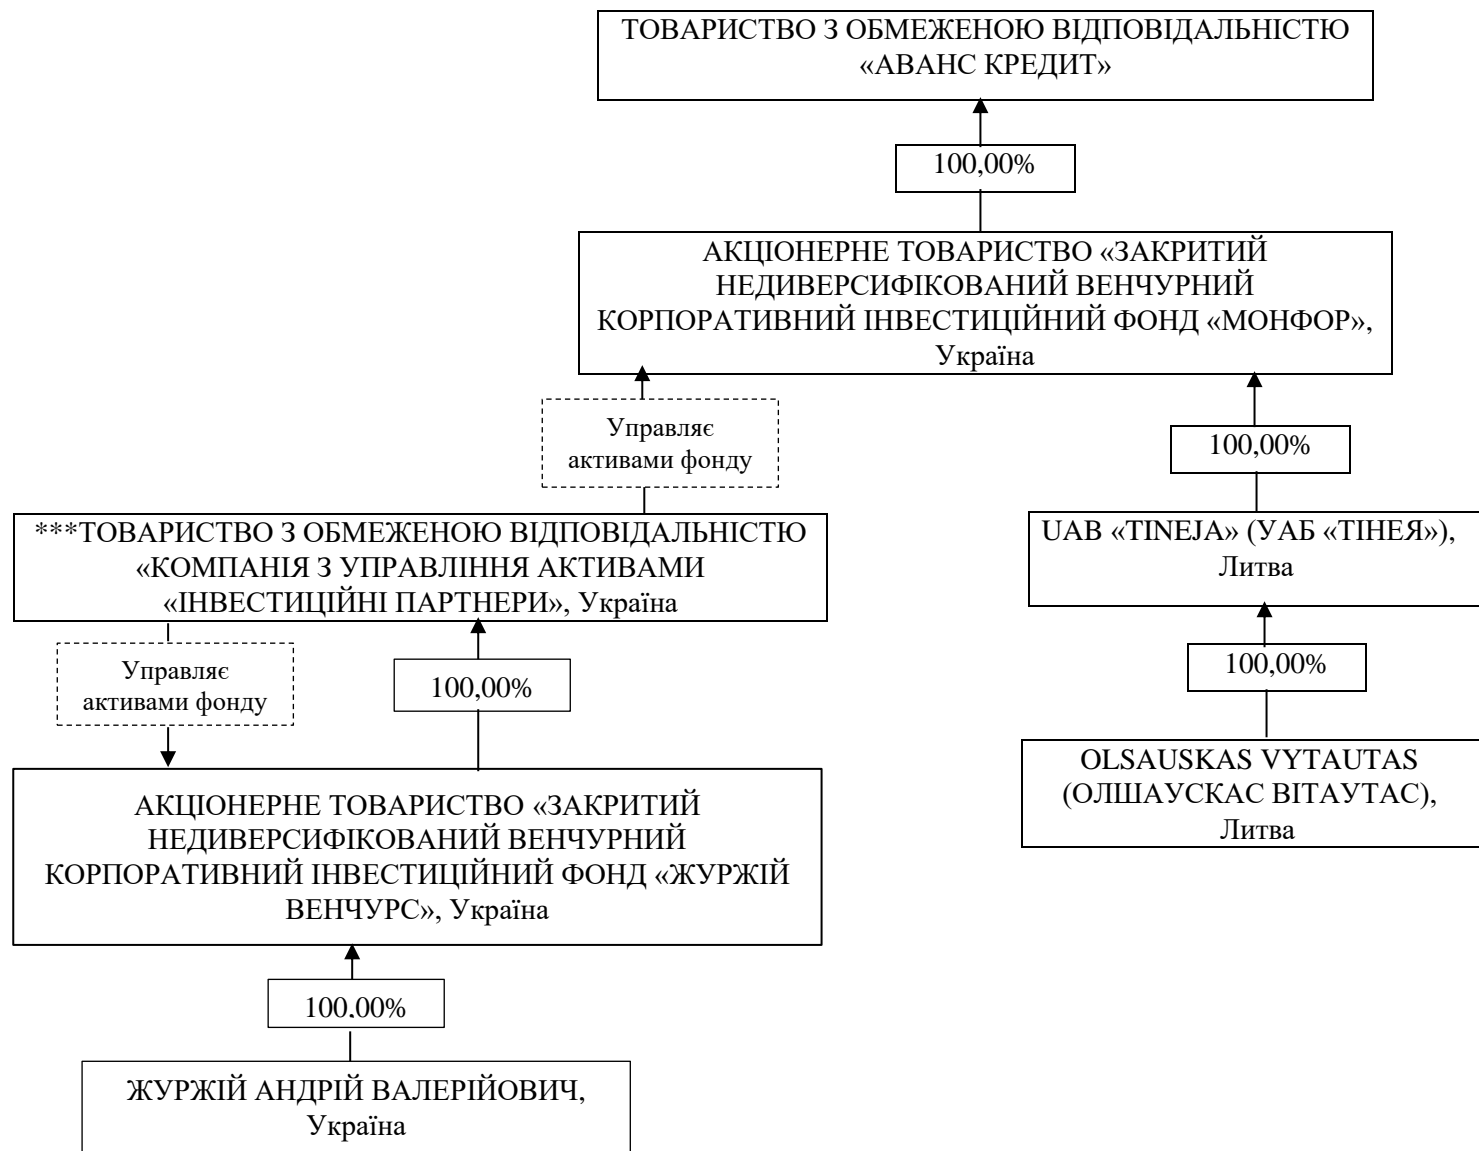 ТОВАРИСТВО З ОБМЕЖЕНОЮ ВІДПОВІДАЛЬНІСТЮ
«АВАНС КРЕДИТ»
100,00%
АКЦІОНЕРНЕ ТОВАРИСТВО «ЗАКРИТИЙ
НЕДИВЕРСИФІКОВАНИЙ ВЕНЧУРНИЙ
КОРПОРАТИВНИЙ ІНВЕСТИЦІЙНИЙ ФОНД «МОНФОР»,
Україна
Управляє
активами фонду
100,00%
***ТОВАРИСТВО З ОБМЕЖЕНОЮ ВІДПОВІДАЛЬНІСТЮ
«КОМПАНІЯ З УПРАВЛІННЯ АКТИВАМИ
«ІНВЕСТИЦІЙНІ ПАРТНЕРИ», Україна
UAB «TINEJA» (УАБ «ТІНЕЯ»),
Литва
Управляє
активами фонду
100,00%
100,00%
АКЦІОНЕРНЕ ТОВАРИСТВО «ЗАКРИТИЙ
НЕДИВЕРСИФІКОВАНИЙ ВЕНЧУРНИЙ
КОРПОРАТИВНИЙ ІНВЕСТИЦІЙНИЙ ФОНД «ЖУРЖІЙ
ВЕНЧУРС», Україна
OLSAUSKAS VYTAUTAS
(ОЛШАУСКАС ВІТАУТАС),
Литва
100,00%
ЖУРЖІЙ АНДРІЙ ВАЛЕРІЙОВИЧ,
Україна